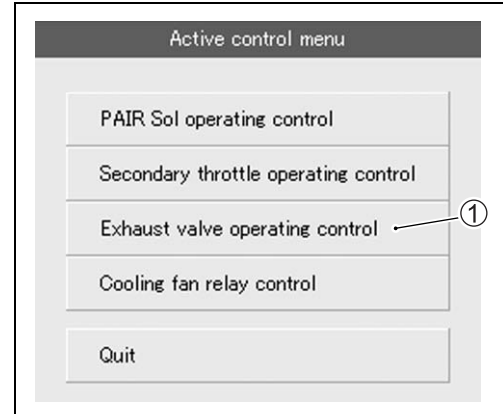 Active control menu
PAIR Sol operating control
Secondary throttle operating control
Exhaust valve operating control
①
Cooling fan relay control
Quit